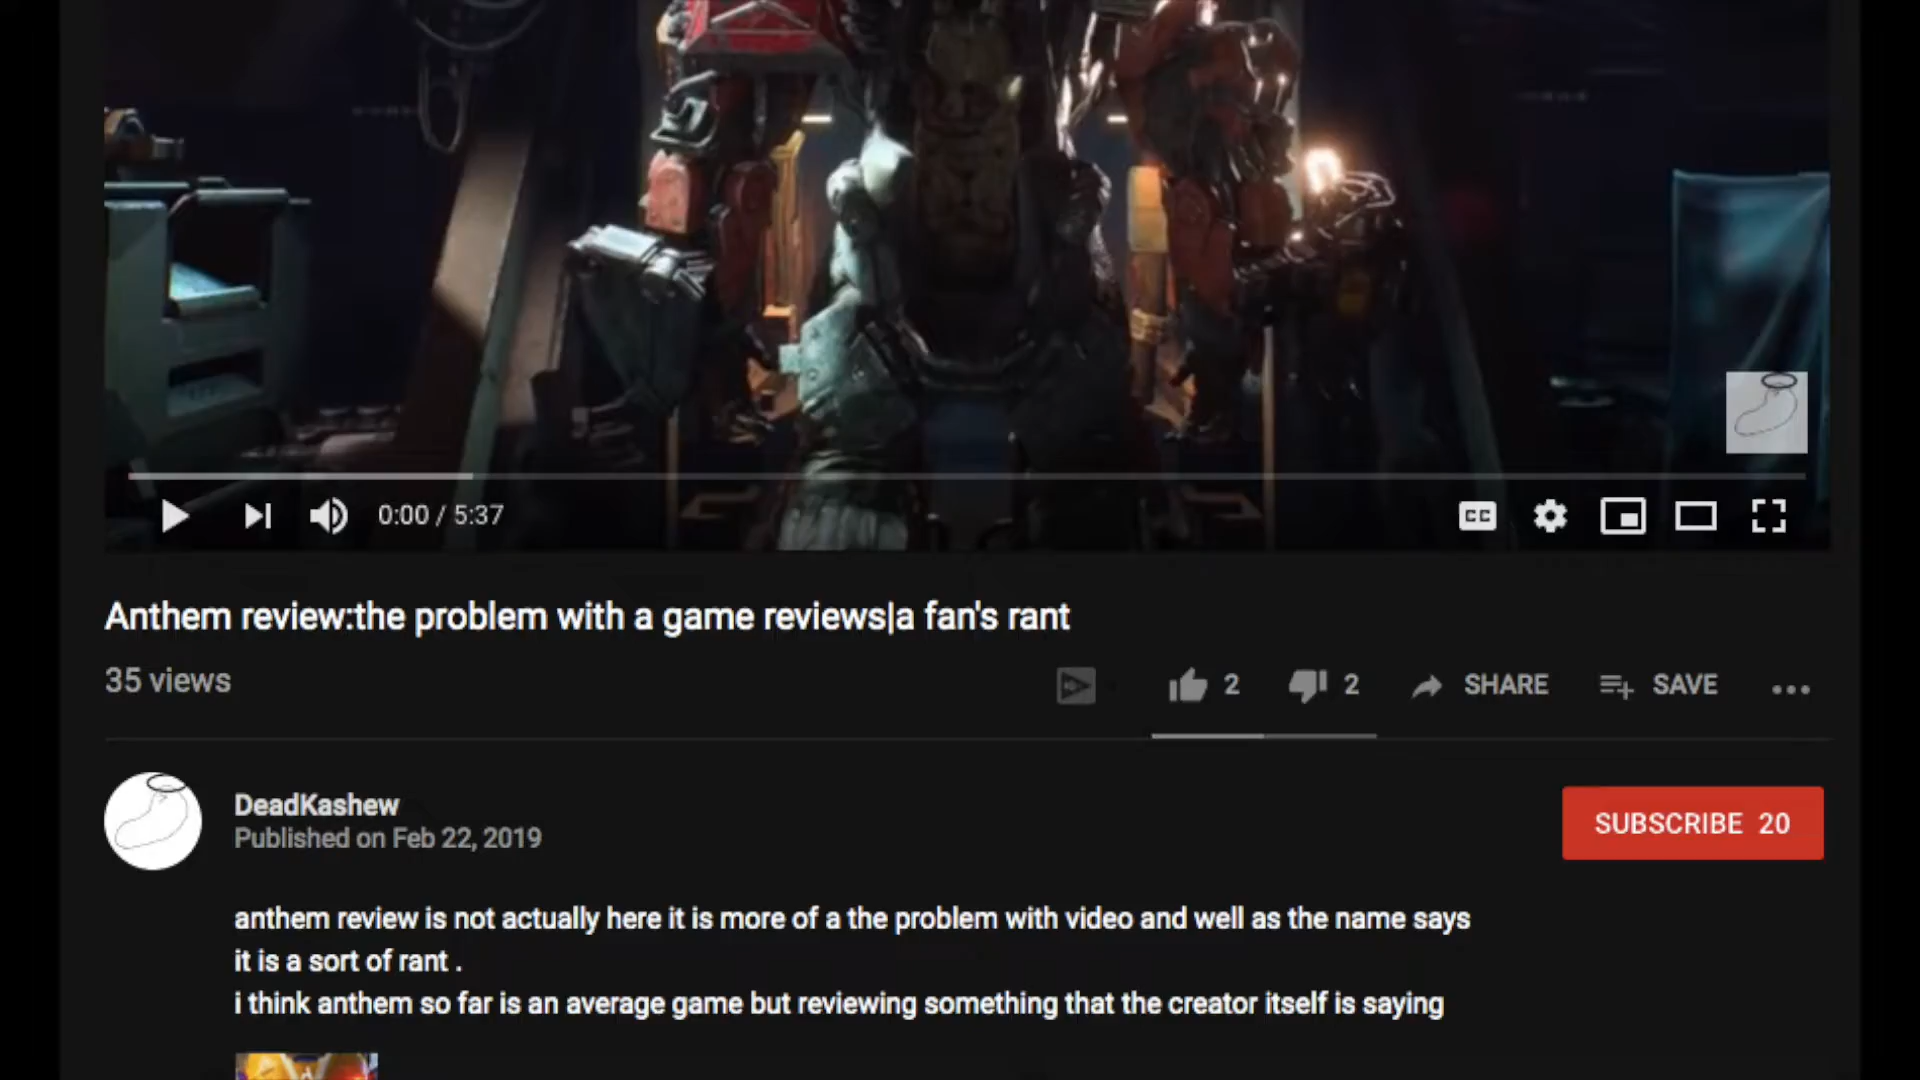 0:00 / 5:37
CC
Anthem review:the problem with a game reviews|a fan's rant
35 views
2
2
SHARE
SAVE
DeadKashew
Published on Feb 22, 2019
SUBSCRIBE 20
anthem review is not actually here it is more of a the problem with video and well as the name says
it is a sort of rant .
i think anthem so far is an average game but reviewing something that the creator itself is saying